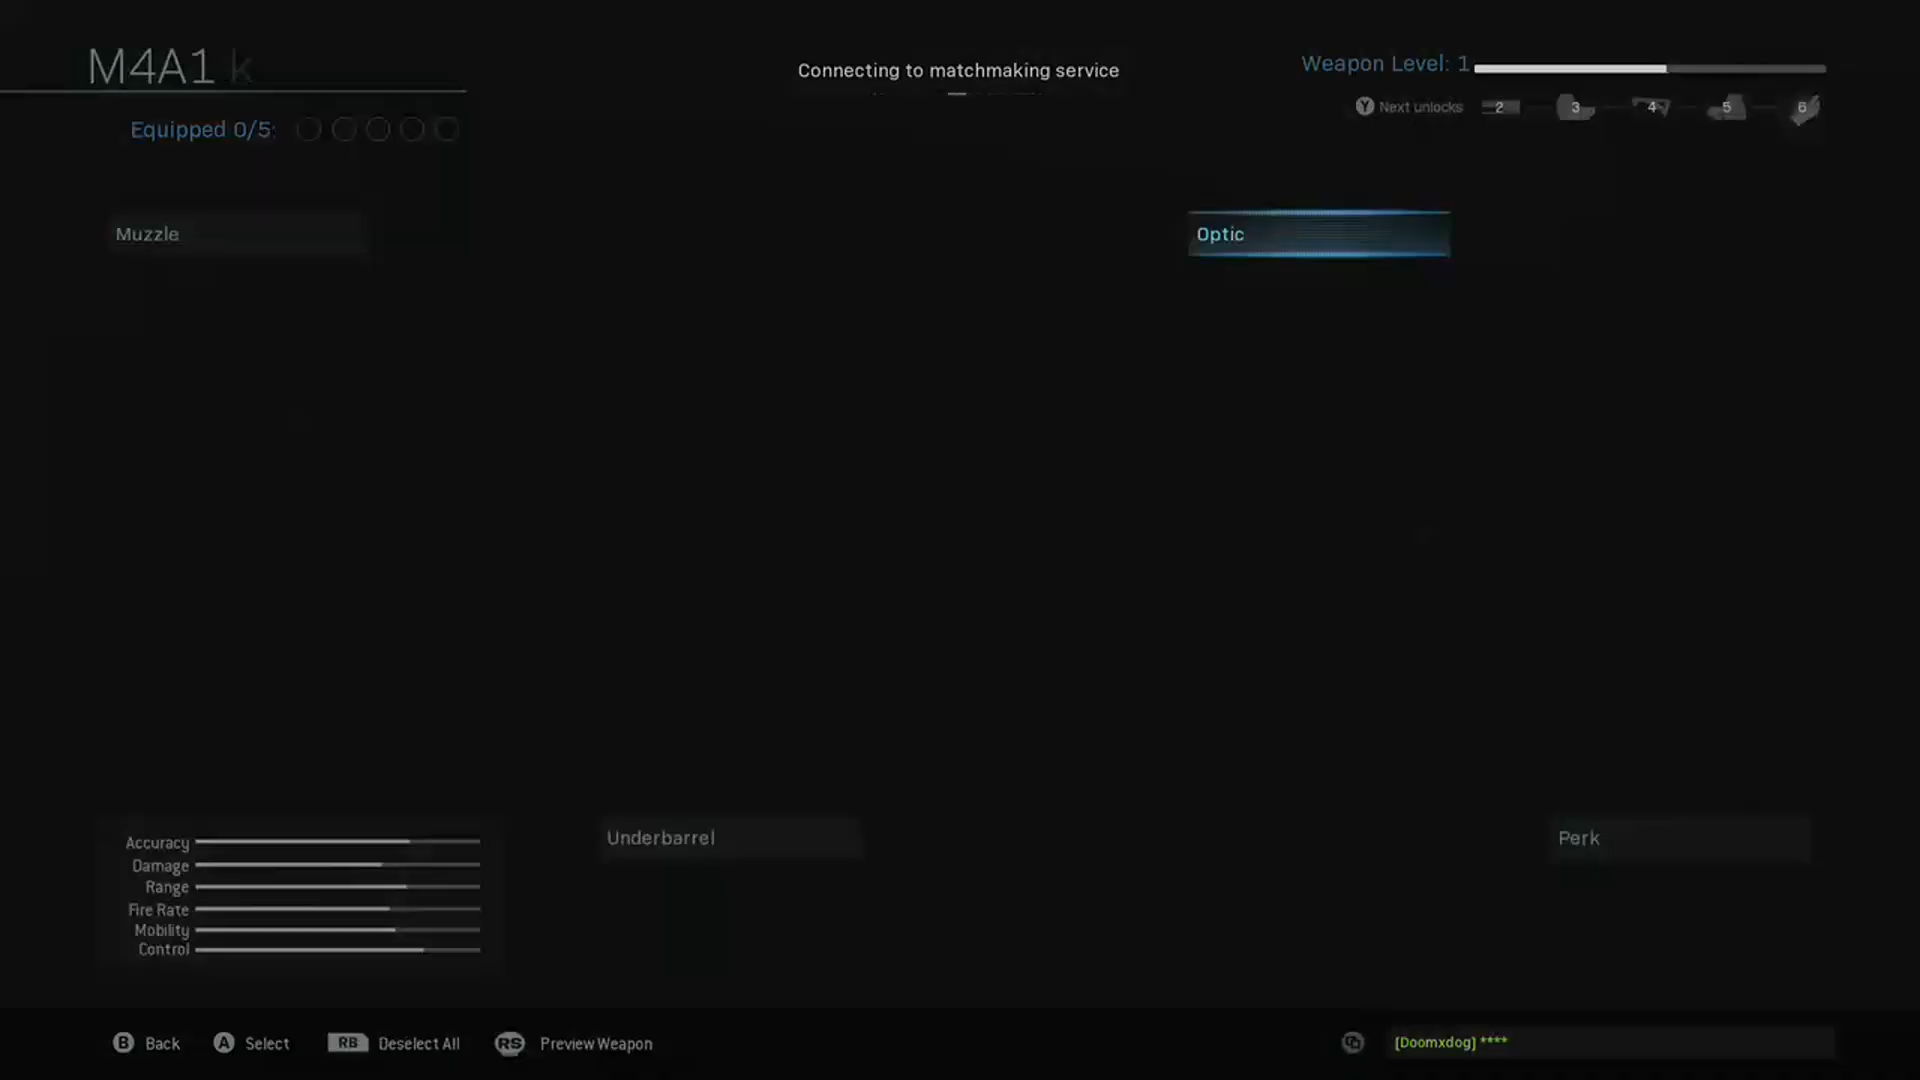 M4A1 k
Connecting to matchmaking service
Weapon Level: 1
Y Next unlocks 2 3 4 5 6
Equipped 0/5:
Muzzle
Optic
Underbarrel
Perk
Accuracy
Damage
Range
Fire Rate
Mobility
Control
B Back A Select RB Deselect All RS Preview Weapon
[Doomxdog] ****